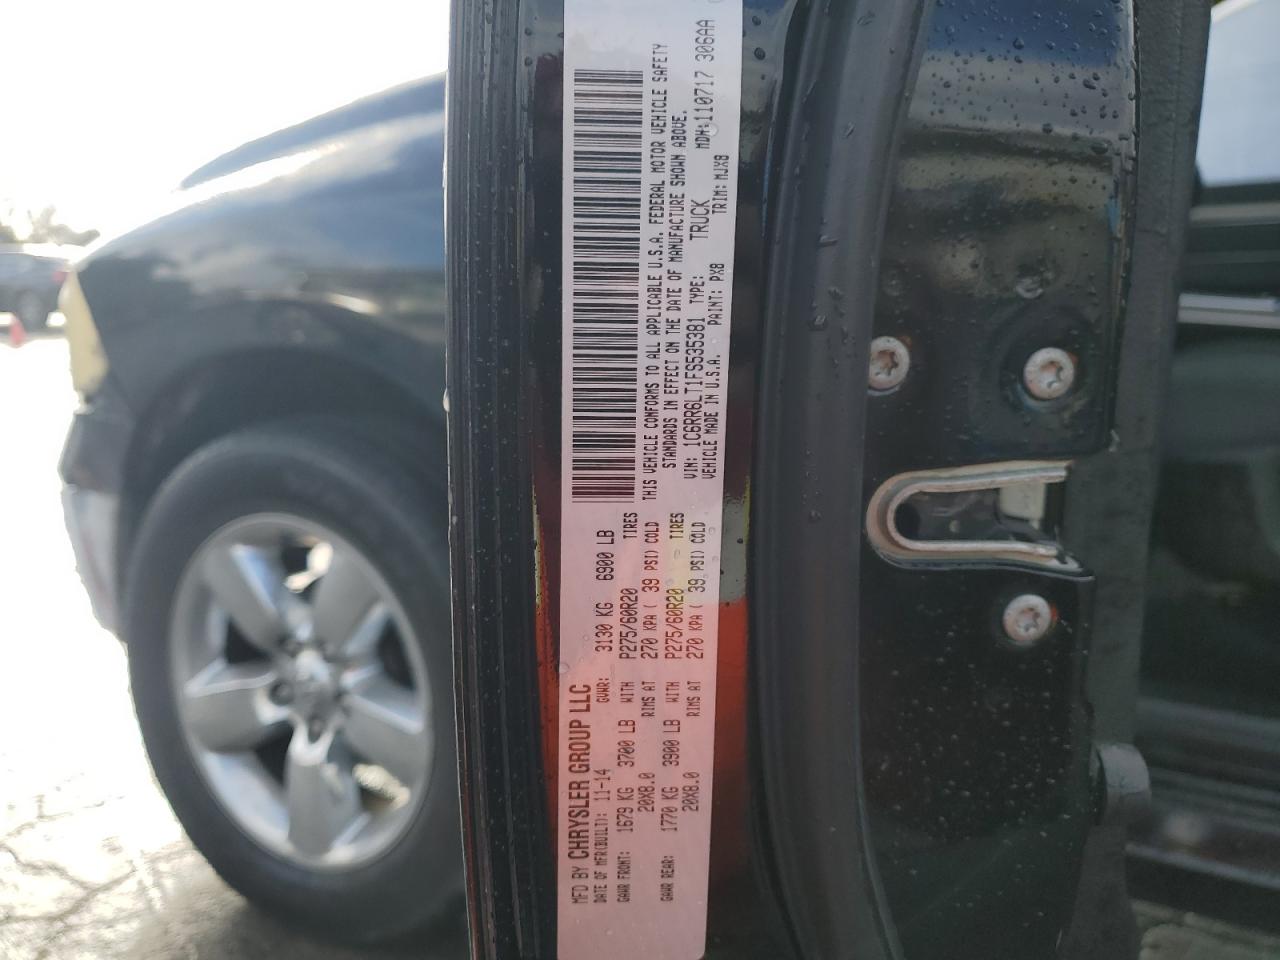 MFD BY CHRYSLER GROUP LLC
DATE OF MFR(BUILT): 11-14 GVWR: 3130 KG 6900 LB
GAWR FRONT: 1679 KG 3700 LB WITH P275/60R20 TIRES
20X8.0 RIMS AT 270 KPA ( 39 PSI) COLD
GAWR REAR: 1770 KG 3900 LB WITH P275/60R20 TIRES
20X8.0 RIMS AT 270 KPA ( 39 PSI) COLD
THIS VEHICLE CONFORMS TO ALL APPLICABLE U.S.A. FEDERAL MOTOR VEHICLE SAFETY
STANDARDS IN EFFECT ON THE DATE OF MANUFACTURE SHOWN ABOVE.
VIN: 1C6RR6LT1FS535381 TYPE: TRUCK MDH:110717 306AA
VEHICLE MADE IN U.S.A. PAINT: PX8 TRIM: MJX8